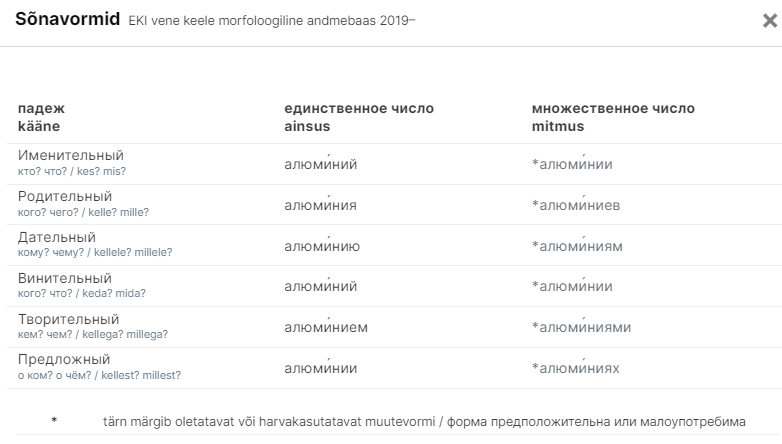 Sõnavormid EKI vene keele morfoloogiline andmebaas 2019–
падеж единственное число множественное число
kääne ainsus mitmus
Именительный алюми́ний *алюми́нии
кто? что? / kes? mis?
Родительный алюми́ния *алюми́ниев
кого? чего? / kelle? mille?
Дательный алюми́нию *алюми́ниям
кому? чему? / kellele? millele?
Винительный алюми́ний *алюми́нии
кого? что? / keda? mida?
Творительный алюми́нием *алюми́ниями
кем? чем? / kellega? millega?
Предложный алюми́нии *алюми́ниях
о ком? о чём? / kellest? millest?
* tärn märgib oletatavat või harvakasutatavat muutevormi / форма предположительна или малоупотребима